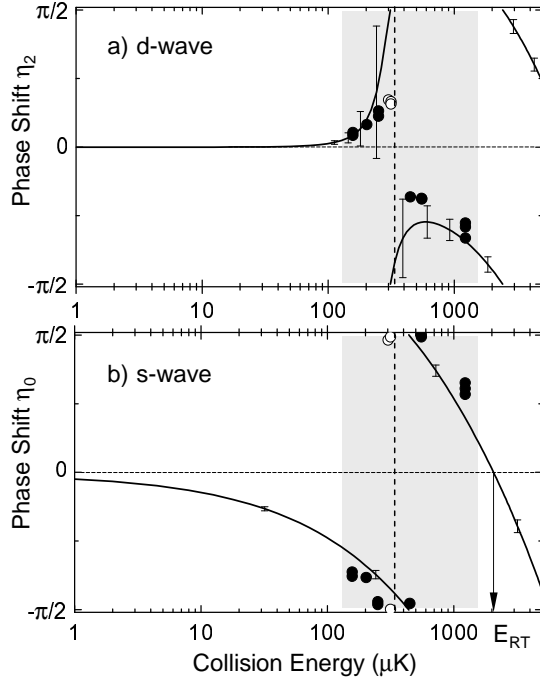 π/2
a) d-wave
Phase Shift η2
0
-π/2
1 10 100 1000
π/2
b) s-wave
Phase Shift η0
0
-π/2
1 10 100 1000 E_RT
Collision Energy (μK)